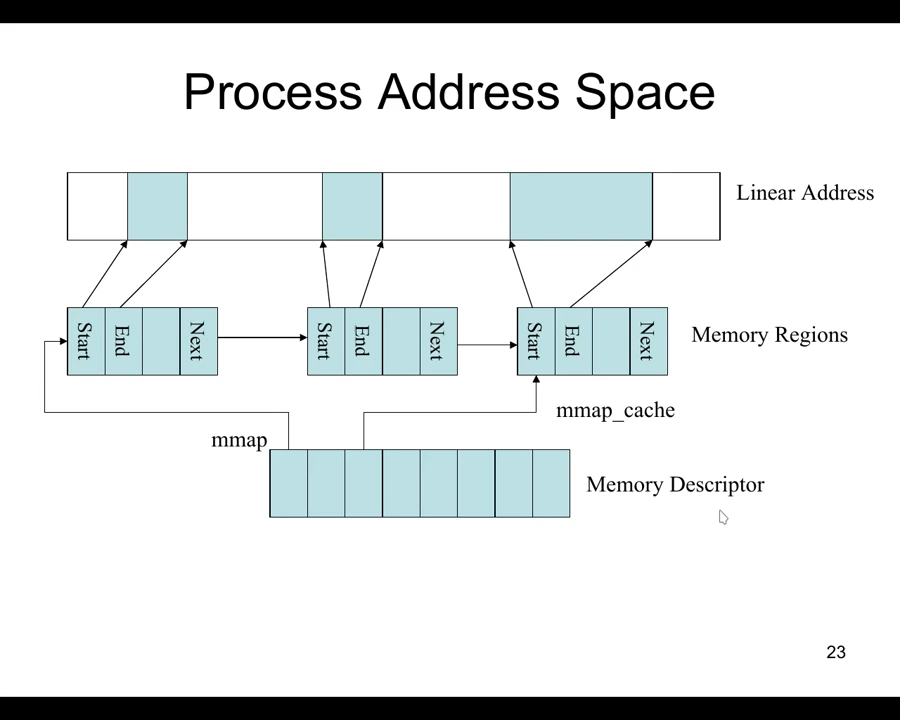 Process Address Space
Linear Address
Start End Next
Start End Next
Start End Next
Memory Regions
mmap_cache
mmap
Memory Descriptor
23